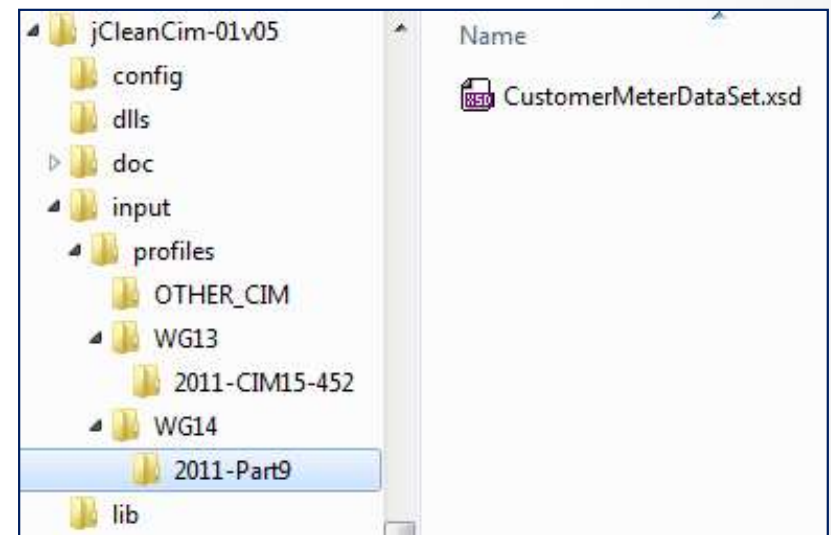 jCleanCim-01v05
config
dlls
doc
input
profiles
OTHER_CIM
WG13
2011-CIM15-452
WG14
2011-Part9
lib
Name
XSD
CustomerMeterDataSet.xsd